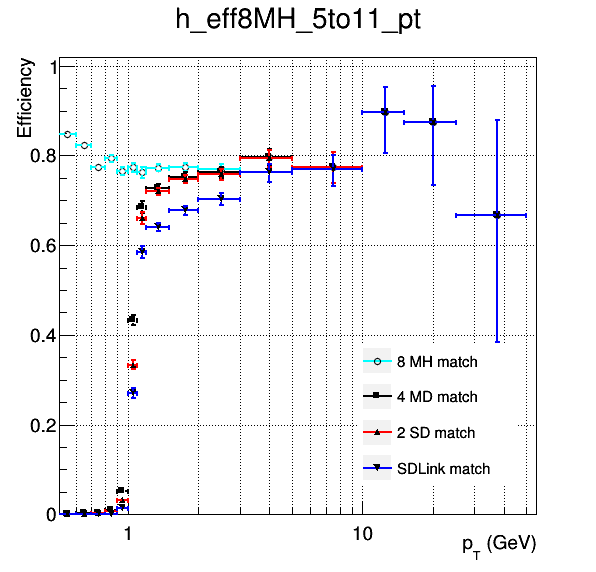 h_eff8MH_5to11_pt
Efficiency
1
0.8
0.6
0.4
0.2
0
8 MH match
4 MD match
2 SD match
SDLink match
1
10
p_T (GeV)